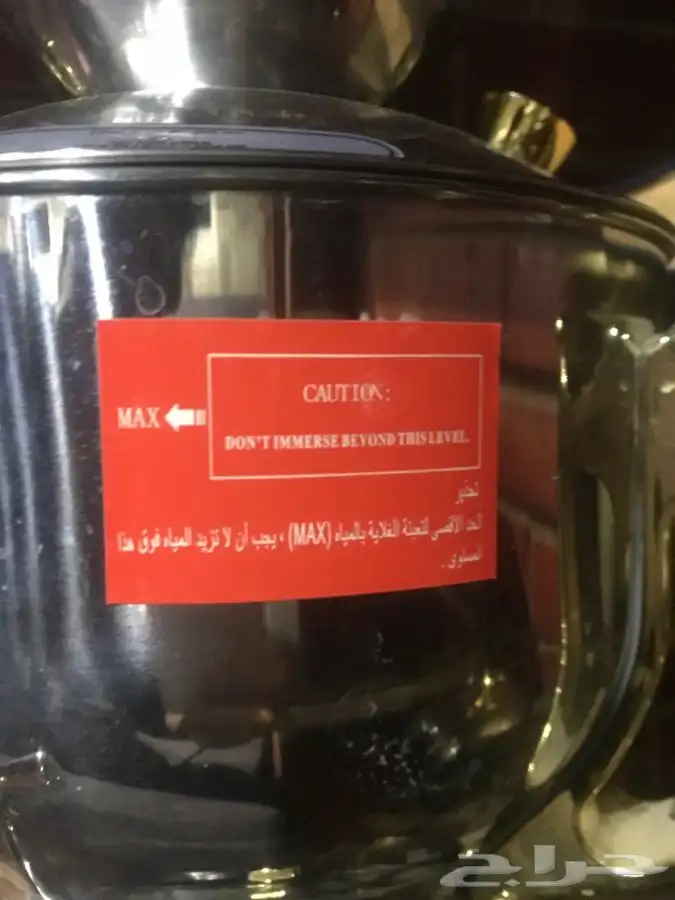 CAUTION:
MAX
DON'T IMMERSE BEYOND THIS LEVEL.
تحذير
الحد الاقصى لتعبئة الغلاية بالمياه (MAX) ، يجب أن لا تزيد المياه فوق هذا
المستوى .
حراج